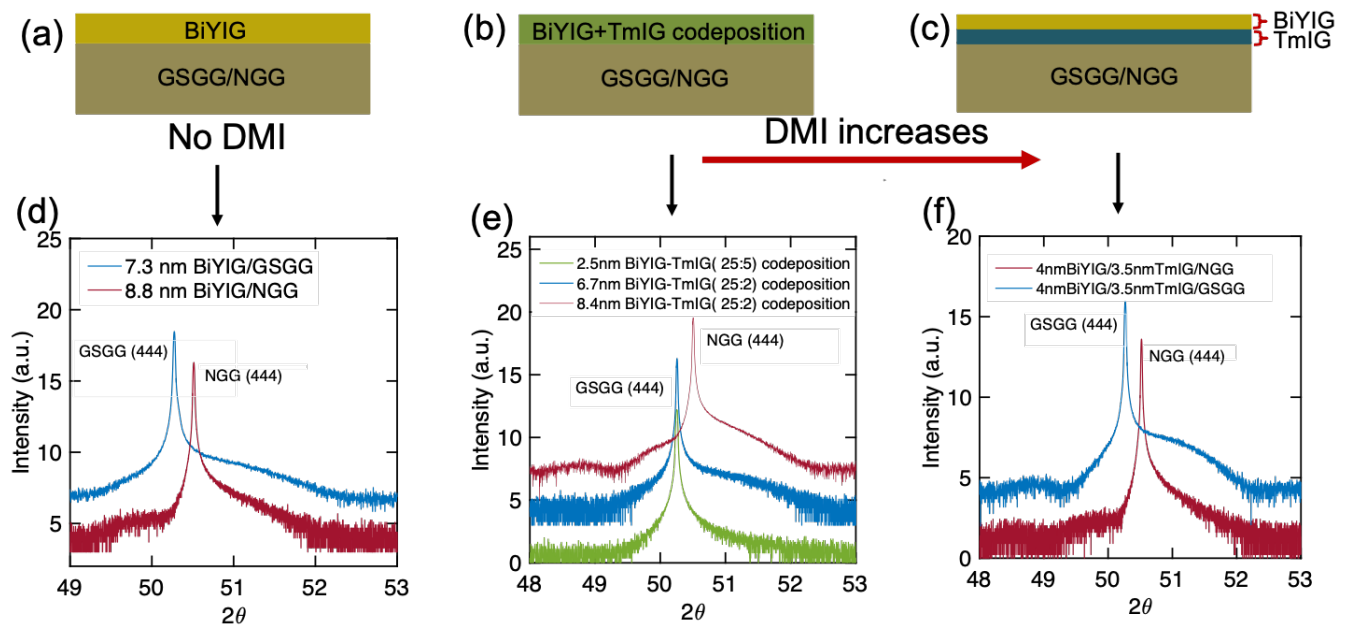 (a)
BiYIG
GSGG/NGG
No DMI
(b)
BiYIG+TmIG codeposition
GSGG/NGG
(c)
BiYIG
TmIG
GSGG/NGG
DMI increases
(d)
25
20
15
10
5
Intensity (a.u.)
7.3 nm BiYIG/GSGG
8.8 nm BiYIG/NGG
GSGG (444)
NGG (444)
49
50
51
52
53
2θ
(e)
25
20
15
10
5
0
Intensity (a.u.)
2.5nm BiYIG-TmIG( 25:5) codeposition
6.7nm BiYIG-TmIG( 25:2) codeposition
8.4nm BiYIG-TmIG( 25:2) codeposition
NGG (444)
GSGG (444)
48
49
50
51
52
53
2θ
(f)
20
15
10
5
0
Intensity (a.u.)
4nmBiYIG/3.5nmTmIG/NGG
4nmBiYIG/3.5nmTmIG/GSGG
GSGG (444)
NGG (444)
48
49
50
51
52
53
2θ